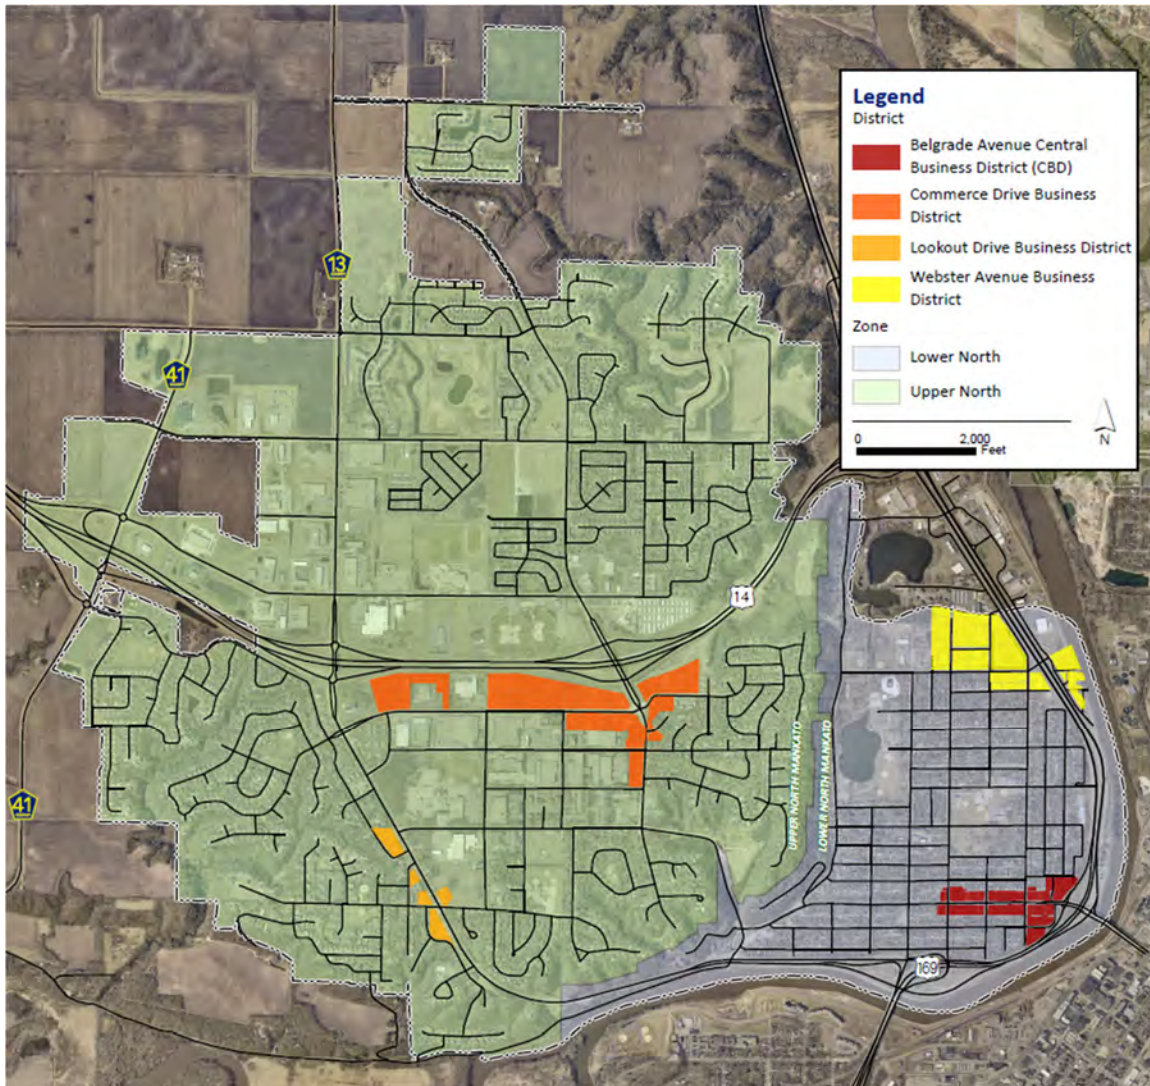 Legend
District
Belgrade Avenue Central
Business District (CBD)
Commerce Drive Business
District
Lookout Drive Business District
Webster Avenue Business
District
Zone
Lower North
Upper North
0 2,000
Feet
N
13
41
14
UPPER NORTH MANKATO
LOWER NORTH MANKATO
41
169